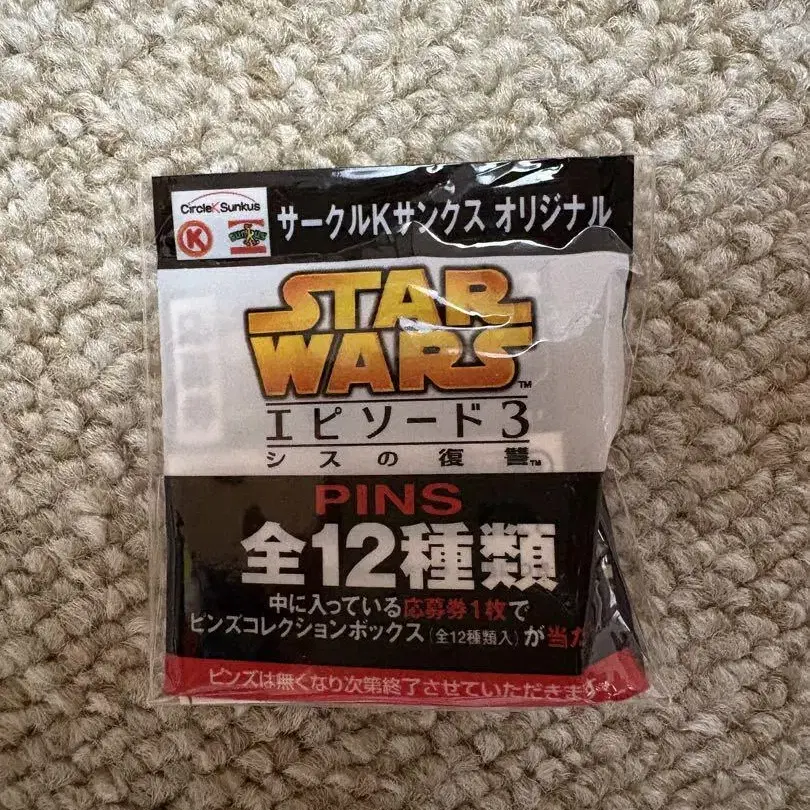 CircleK Sunkus
K
サークルKサンクス オリジナル
STAR
WARS™
エピソード3
シスの復讐™
PINS
全12種類
中に入っている応募券1枚で
ピンズコレクションボックス(全12種類入)が当た
ピンズは無くなり次第終了させていただきます